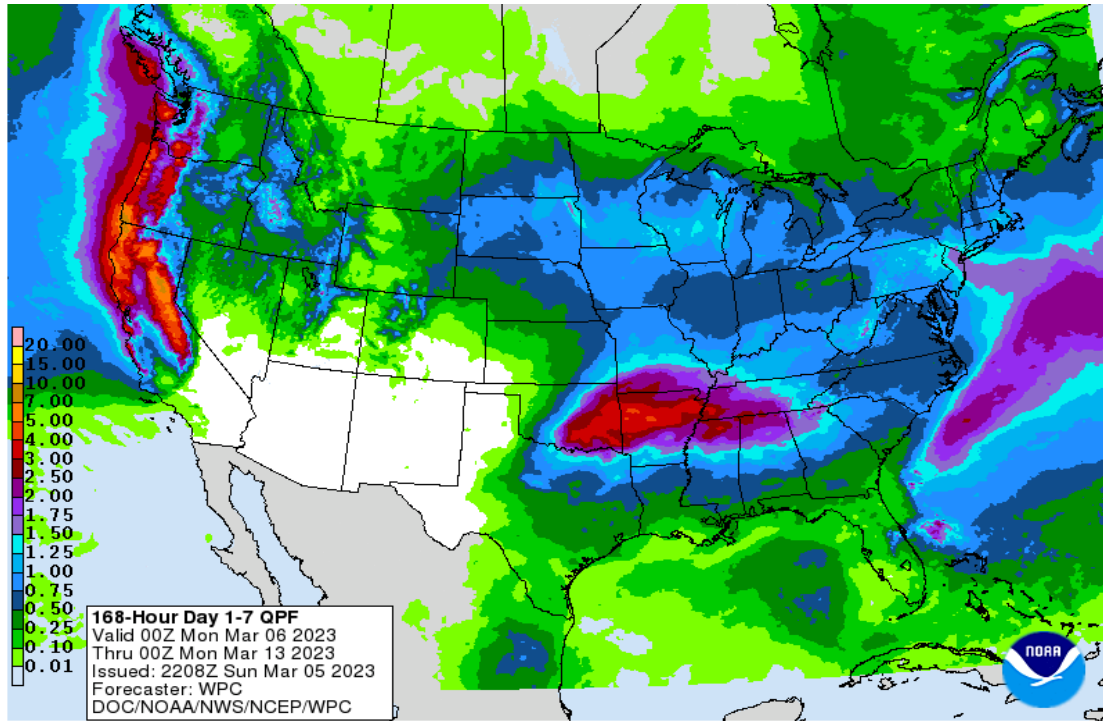 20.00
15.00
10.00
7.00
5.00
4.00
3.00
2.50
2.00
1.75
1.50
1.25
1.00
0.75
0.50
0.25
0.10
0.01
168-Hour Day 1-7 QPF
Valid 00Z Mon Mar 06 2023
Thru 00Z Mon Mar 13 2023
Issued: 2208Z Sun Mar 05 2023
Forecaster: WPC
DOC/NOAA/NWS/NCEP/WPC
NOAA